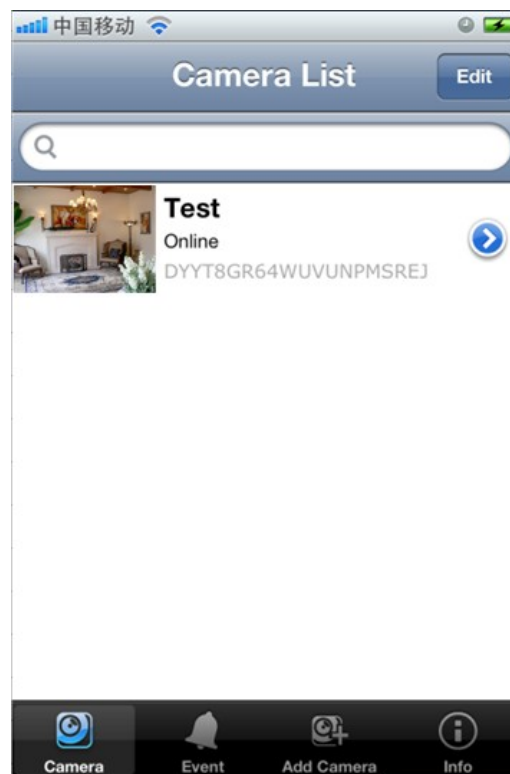 中国移动
Camera List
Edit
Test
Online
DYYT8GR64WUVUNPMSREJ
Camera
Event
Add Camera
Info